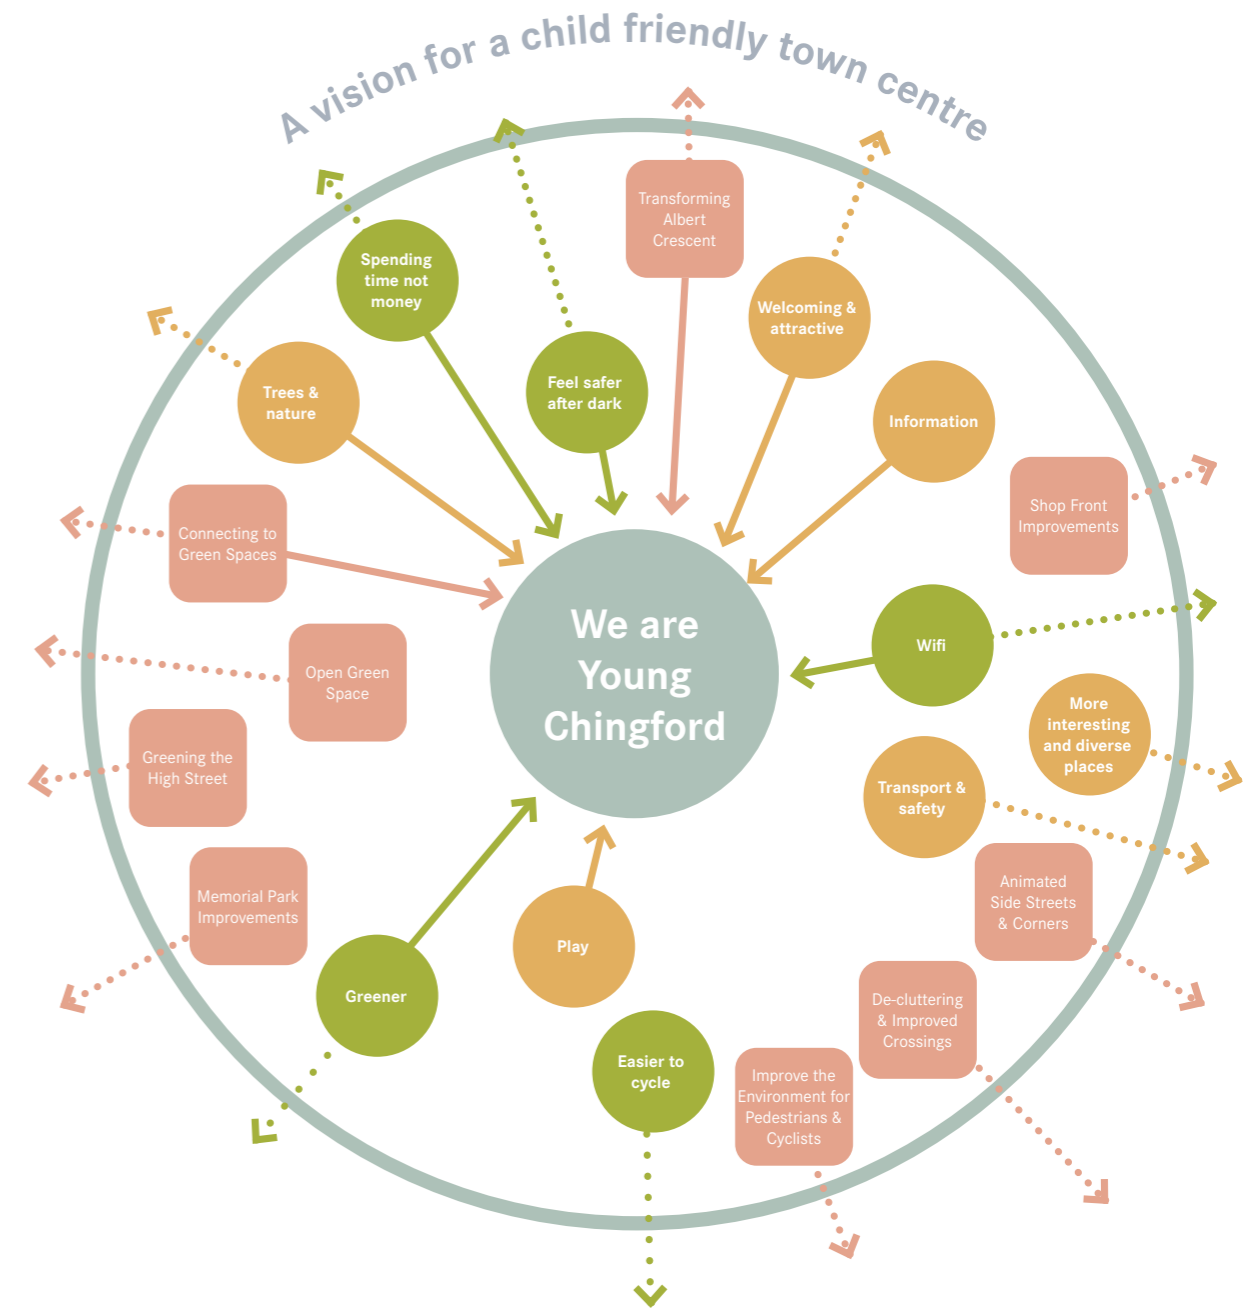 A vision for a child friendly town centre
Transforming
Albert
Crescent
Spending
time not
money
Welcoming &
attractive
Feel safer
after dark
Trees &
nature
Information
Connecting to
Green Spaces
Shop Front
Improvements
We are
Young
Chingford
Wifi
Open Green
Space
More
interesting
and diverse
places
Greening the
High Street
Transport &
safety
Memorial Park
Improvements
Animated
Side Streets
& Corners
Play
Greener
De-cluttering
& Improved
Crossings
Easier to
cycle
Improve the
Environment for
Pedestrians &
Cyclists